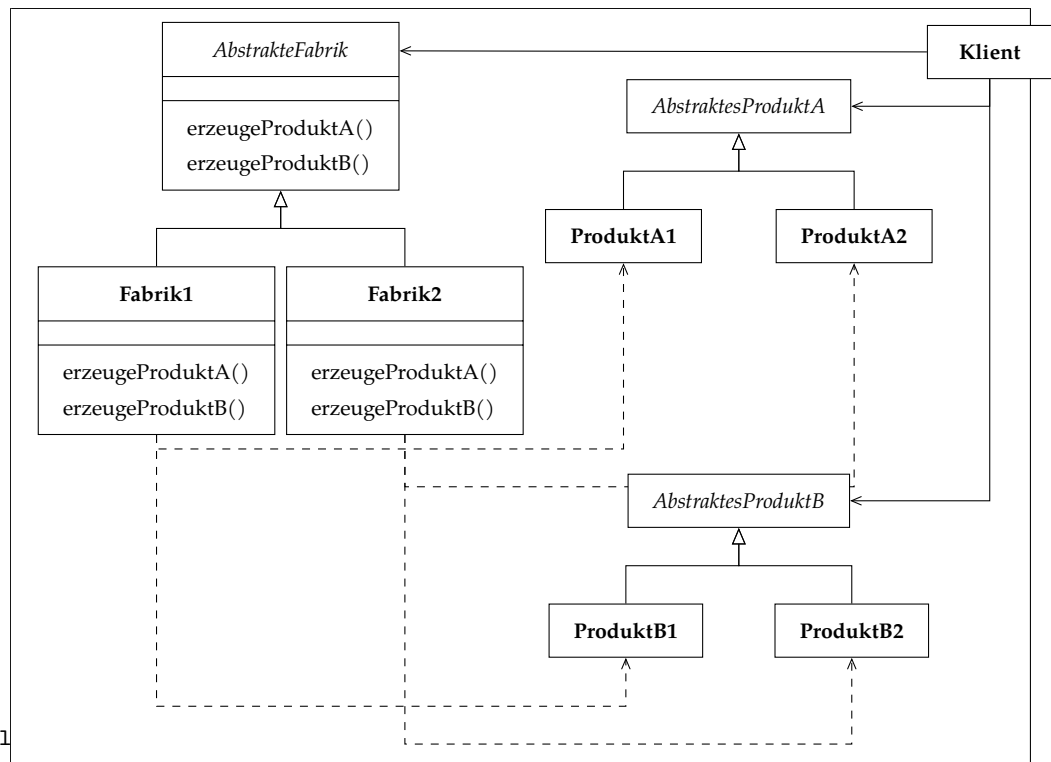 AbstrakteFabrik
Klient
AbstraktesProduktA
erzeugeProduktA()
erzeugeProduktB()
ProduktA1
ProduktA2
Fabrik1
Fabrik2
erzeugeProduktA()
erzeugeProduktB()
erzeugeProduktA()
erzeugeProduktB()
AbstraktesProduktB
ProduktB1
ProduktB2